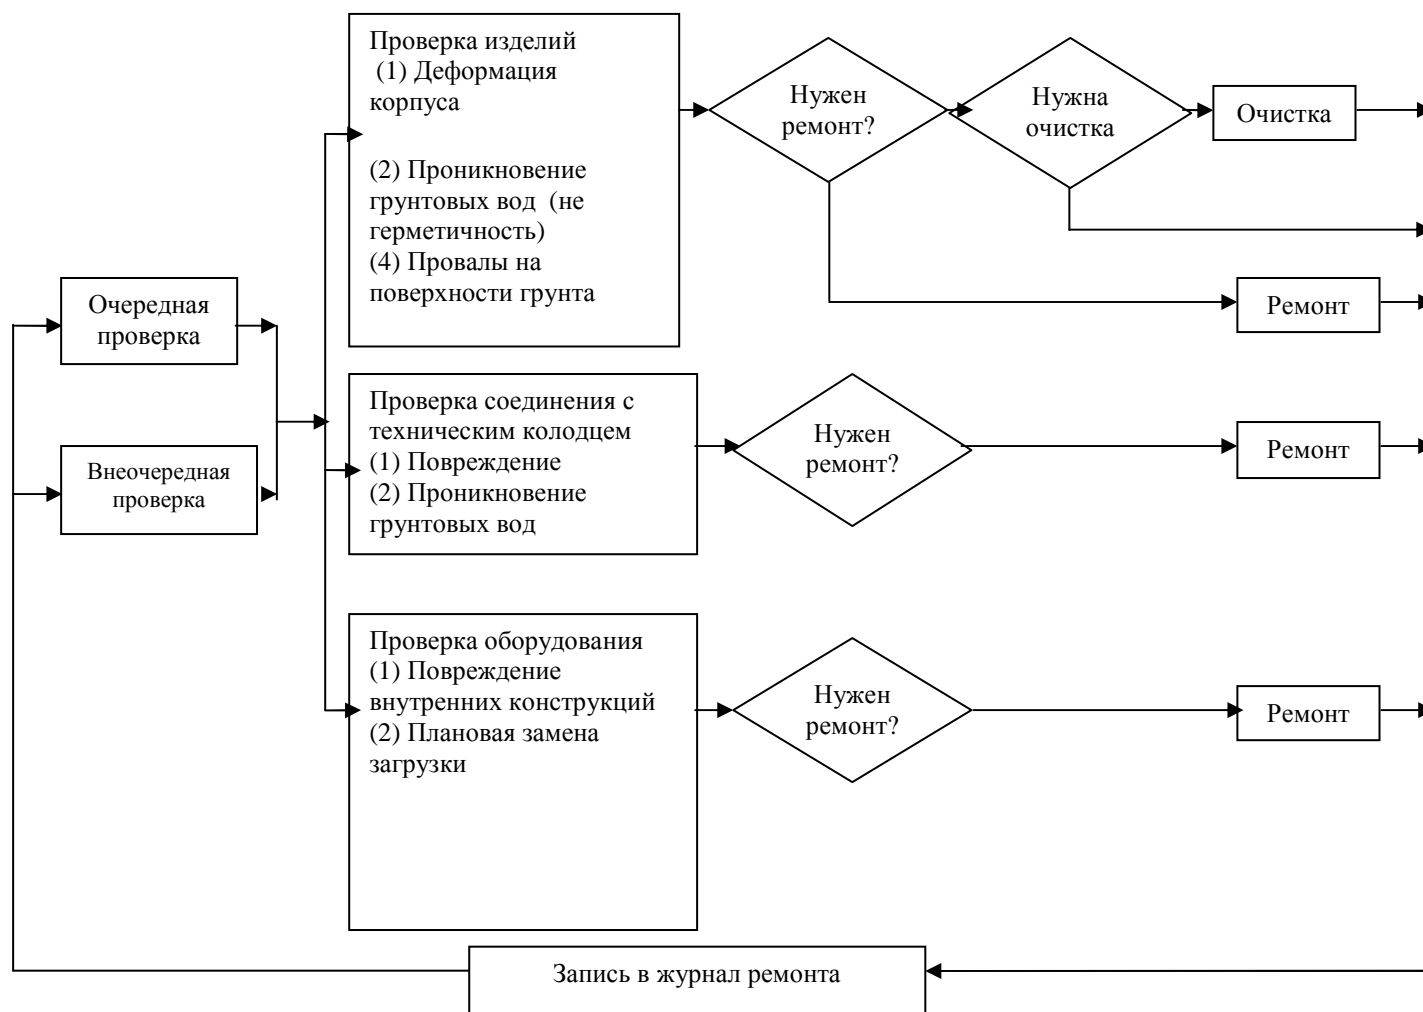 Проверка изделий
(1) Деформация
корпуса
(2) Проникновение
грунтовых вод (не
герметичность)
(4) Провалы на
поверхности грунта
Нужен
ремонт?
Нужна
очистка
Очистка
Ремонт
Очередная
проверка
Внеочередная
проверка
Проверка соединения с
техническим колодцем
(1) Повреждение
(2) Проникновение
грунтовых вод
Нужен
ремонт?
Ремонт
Проверка оборудования
(1) Повреждение
внутренних конструкций
(2) Плановая замена
загрузки
Нужен
ремонт?
Ремонт
Запись в журнал ремонта